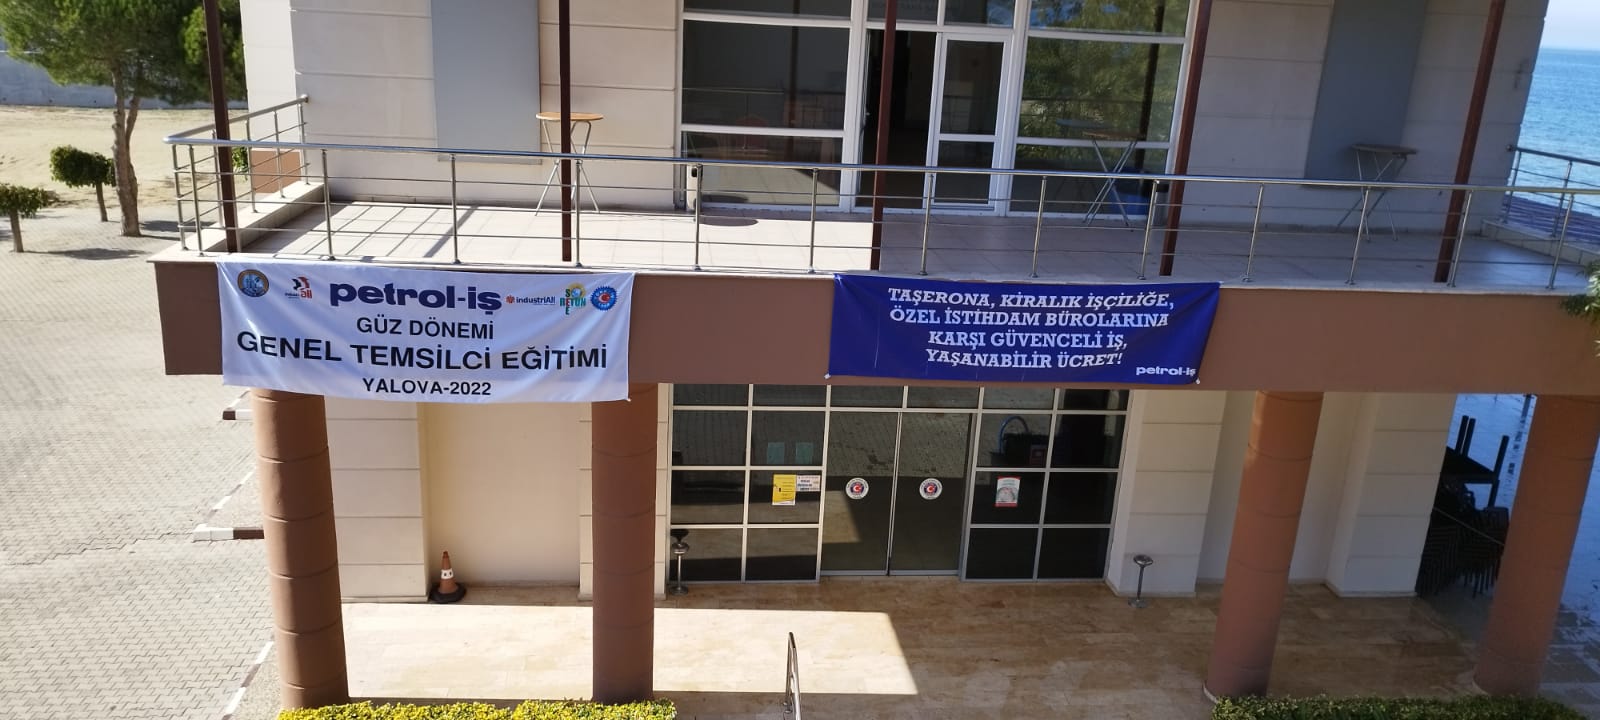 petrol-iş
industriAll
GÜZ DÖNEMİ
GENEL TEMSİLCİ EĞİTİMİ
YALOVA-2022
TAŞERONA, KİRALIK İŞÇİLİĞE,
ÖZEL İSTİHDAM BÜROLARINA
KARŞI GÜVENCELİ İŞ,
YAŞANABİLİR ÜCRET!
petrol-iş